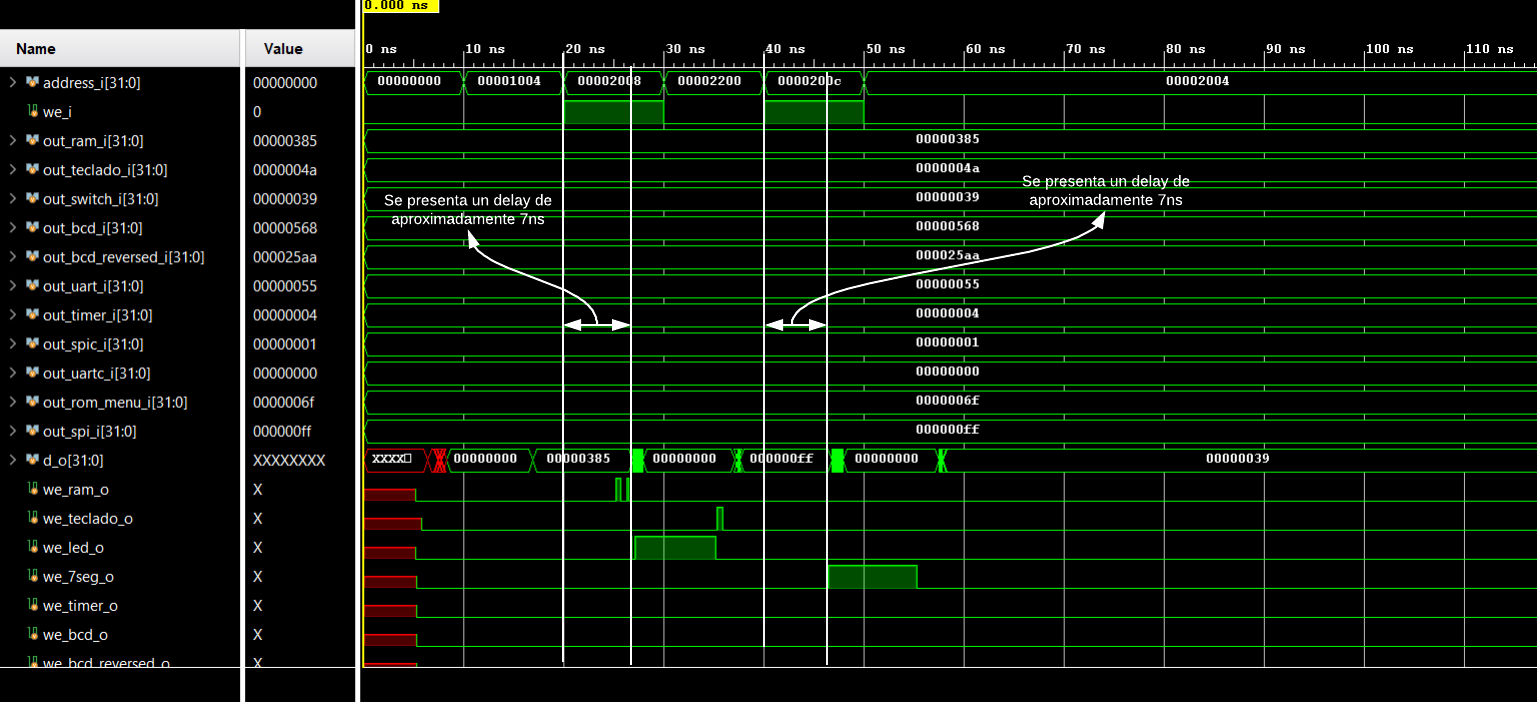 0.000 ns
Name Value
0 ns 10 ns 20 ns 30 ns 40 ns 50 ns 60 ns 70 ns 80 ns 90 ns 100 ns 110 ns
address_i[31:0] 00000000 00000000 00001004 00002008 00002200 0000200c 00002004
we_i 0
out_ram_i[31:0] 00000385 00000385
out_teclado_i[31:0] 0000004a 0000004a
out_switch_i[31:0] 00000039 00000039
Se presenta un delay de
aproximadamente 7ns
Se presenta un delay de
aproximadamente 7ns
out_bcd_i[31:0] 00000568 00000568
out_bcd_reversed_i[31:0] 000025aa 000025aa
out_uart_i[31:0] 00000055 00000055
out_timer_i[31:0] 00000004 00000004
out_spic_i[31:0] 00000001 00000001
out_uartc_i[31:0] 00000000 00000000
out_rom_menu_i[31:0] 0000006f 0000006f
out_spi_i[31:0] 000000ff 000000ff
d_o[31:0] XXXXXXXX XXXX 00000000 00000385 00000000 000000ff 00000000 00000039
we_ram_o X
we_teclado_o X
we_led_o X
we_7seg_o X
we_timer_o X
we_bcd_o X
we_bcd_reversed_o X